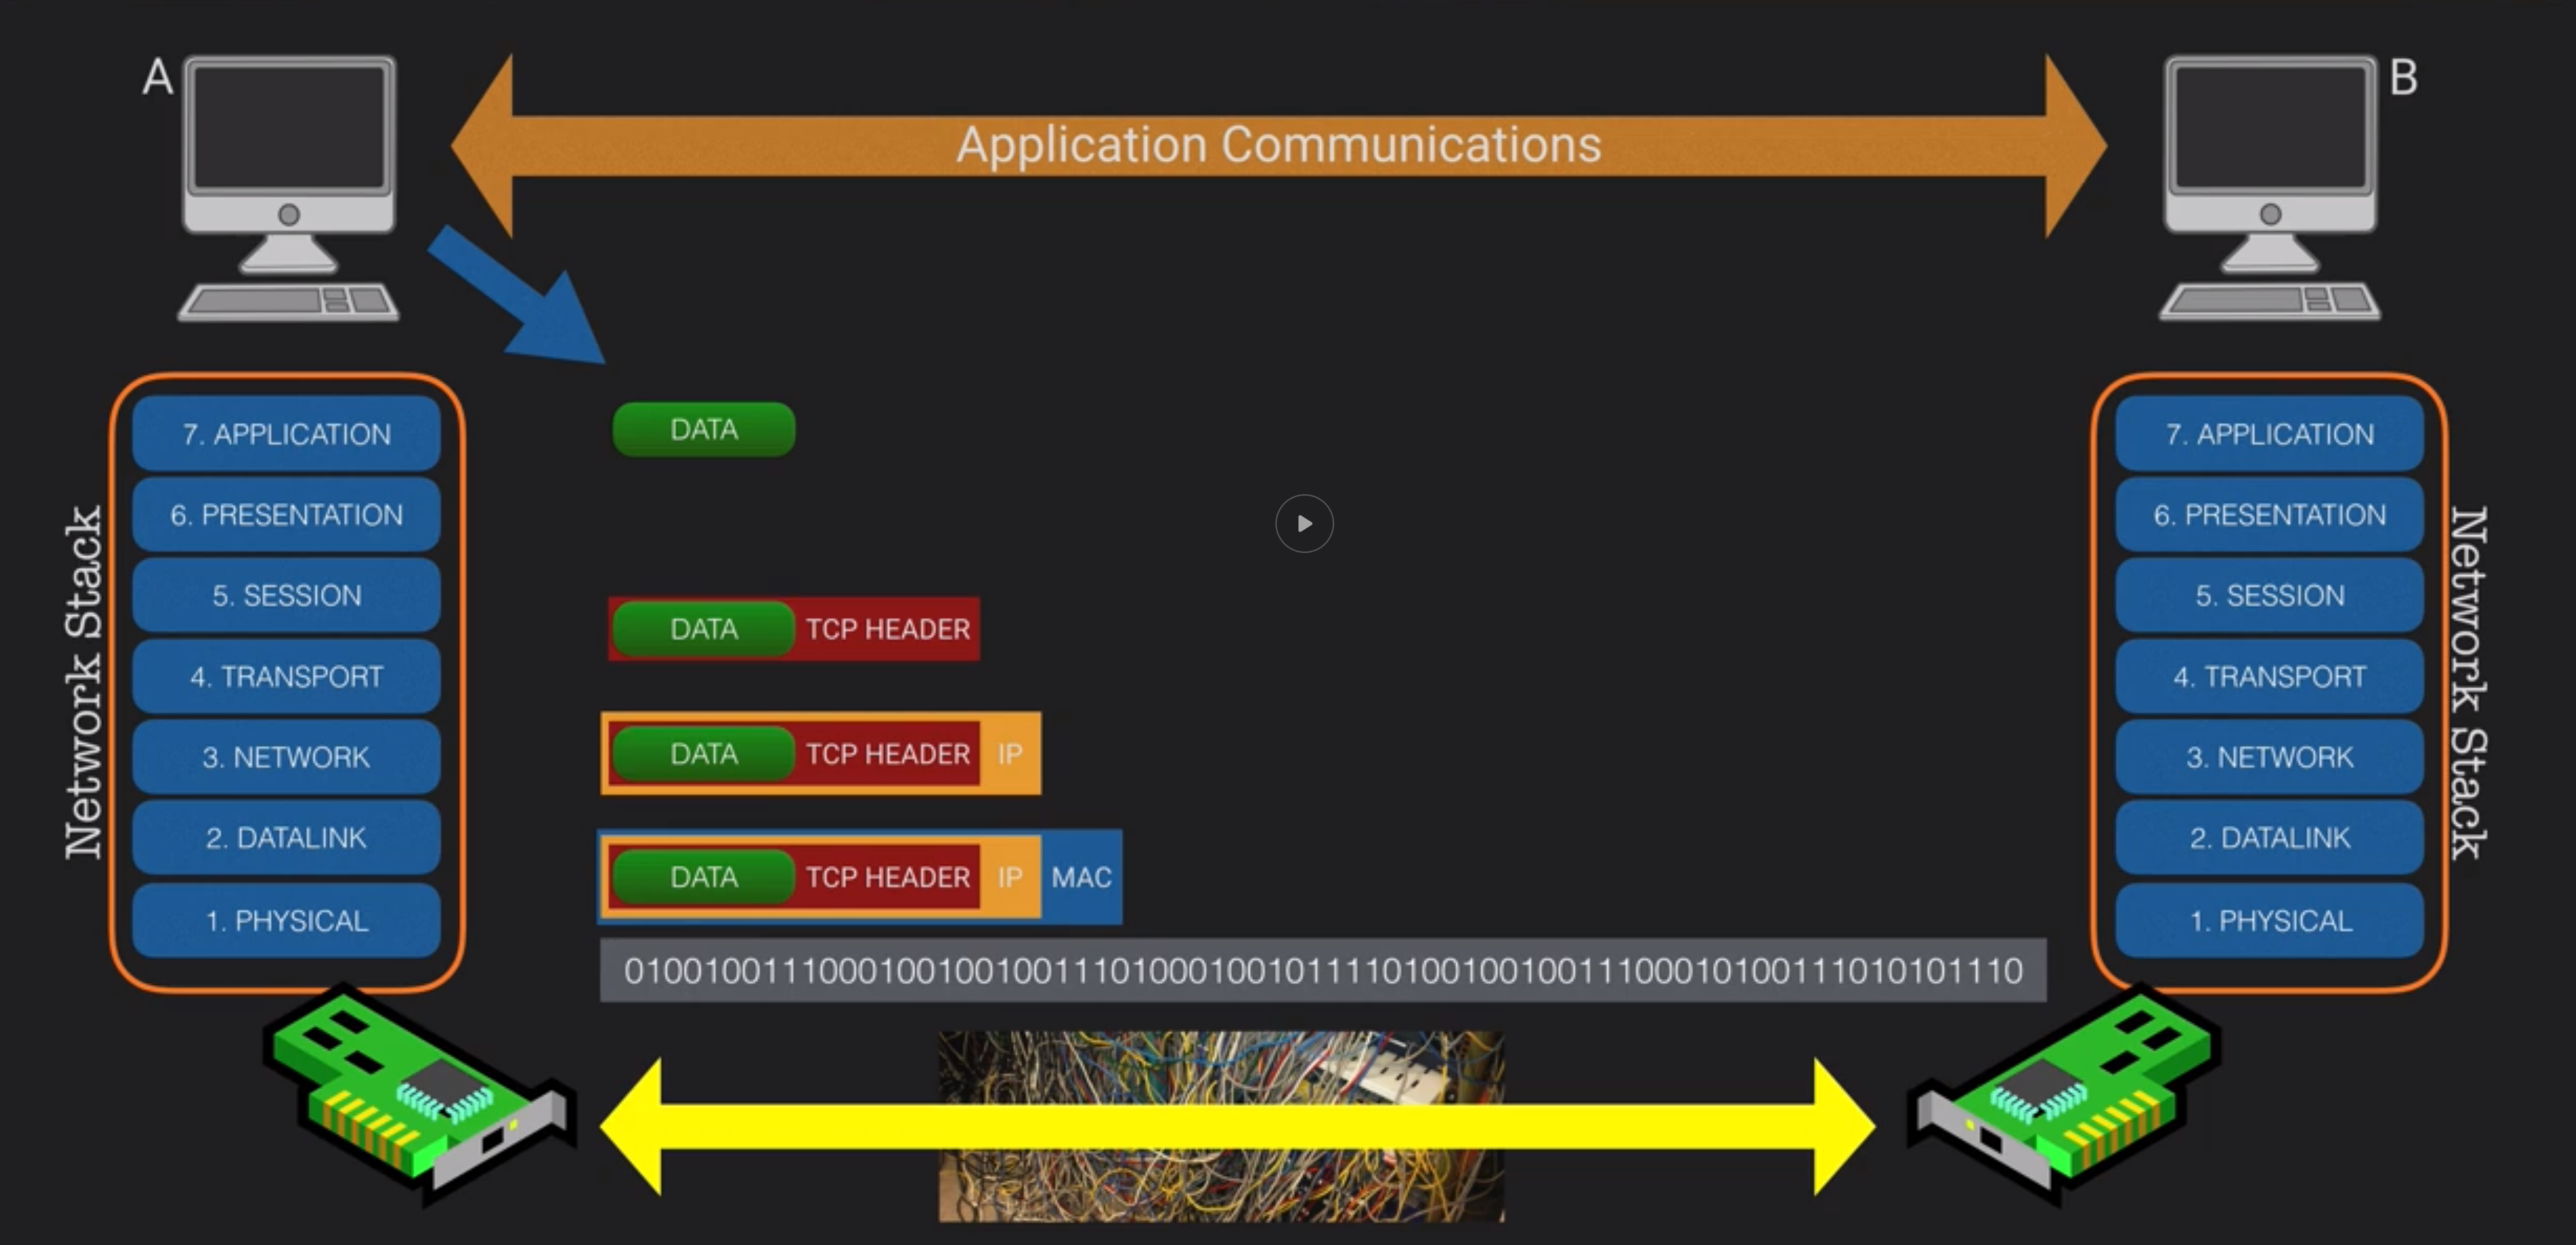 A
B
Application Communications
Network Stack
7. APPLICATION
6. PRESENTATION
5. SESSION
4. TRANSPORT
3. NETWORK
2. DATALINK
1. PHYSICAL
DATA
DATA TCP HEADER
DATA TCP HEADER IP
DATA TCP HEADER IP MAC
010010011100010010010011101000100101111010010010011100010100111010101110
7. APPLICATION
6. PRESENTATION
5. SESSION
4. TRANSPORT
3. NETWORK
2. DATALINK
1. PHYSICAL
Network Stack